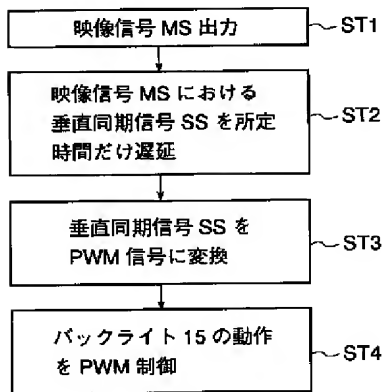 映像信号 MS 出力
ST1
映像信号 MS における
垂直同期信号 SS を所定
時間だけ遅延
ST2
垂直同期信号 SS を
PWM 信号に変換
ST3
バックライト 15 の動作
を PWM 制御
ST4